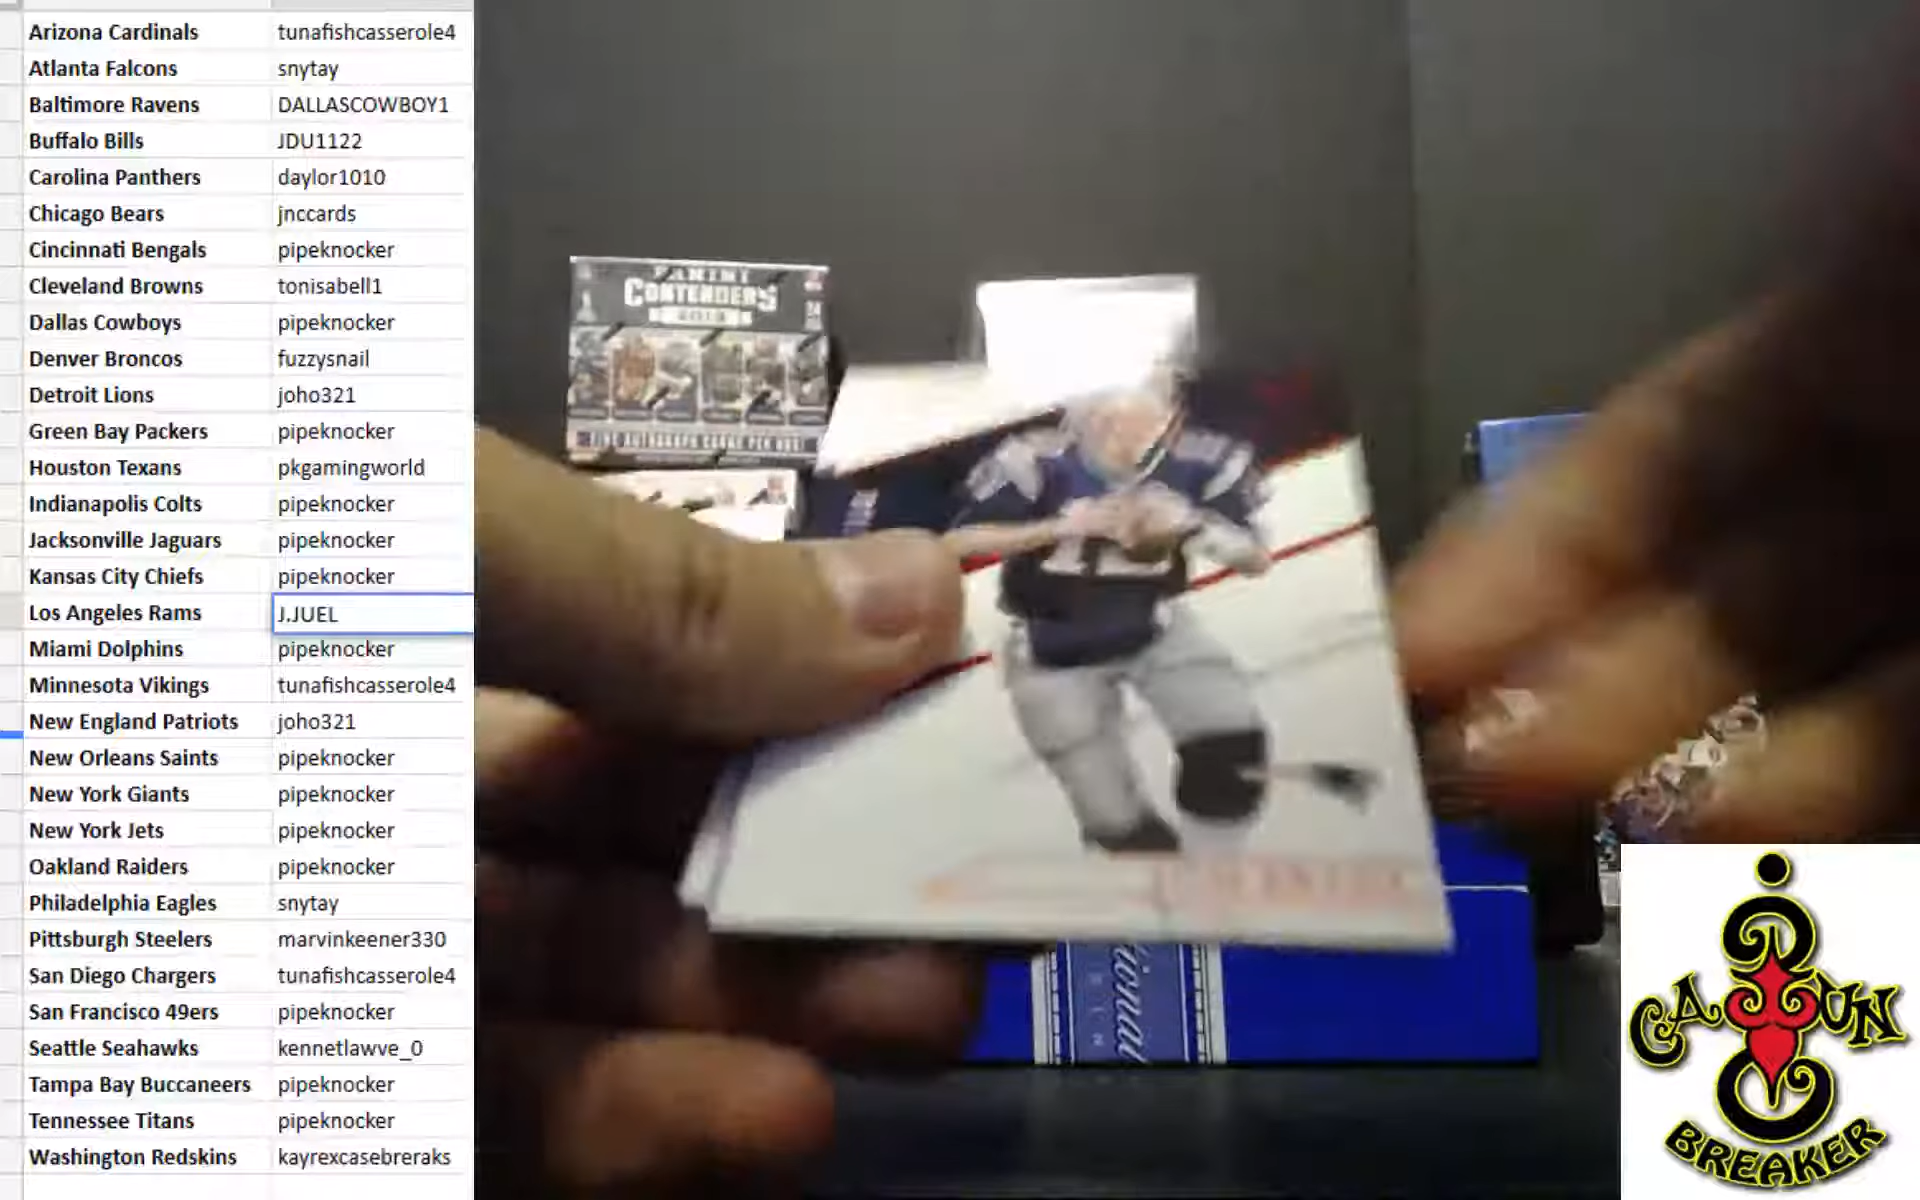 Arizona Cardinals tunafishcasserole4
Atlanta Falcons snytay
Baltimore Ravens DALLASCOWBOY1
Buffalo Bills JDU1122
Carolina Panthers daylor1010
Chicago Bears jnccards
Cincinnati Bengals pipeknocker
Cleveland Browns tonisabell1
Dallas Cowboys pipeknocker
Denver Broncos fuzzysnail
Detroit Lions joho321
Green Bay Packers pipeknocker
Houston Texans pkgamingworld
Indianapolis Colts pipeknocker
Jacksonville Jaguars pipeknocker
Kansas City Chiefs pipeknocker
Los Angeles Rams J.JUEL
Miami Dolphins pipeknocker
Minnesota Vikings tunafishcasserole4
New England Patriots joho321
New Orleans Saints pipeknocker
New York Giants pipeknocker
New York Jets pipeknocker
Oakland Raiders pipeknocker
Philadelphia Eagles snytay
Pittsburgh Steelers marvinkeener330
San Diego Chargers tunafishcasserole4
San Francisco 49ers pipeknocker
Seattle Seahawks kennetlawve_0
Tampa Bay Buccaneers pipeknocker
Tennessee Titans pipeknocker
Washington Redskins kayrexcasebreraks
PANINI
CONTENDERS
12
CAJUN
BREAKER